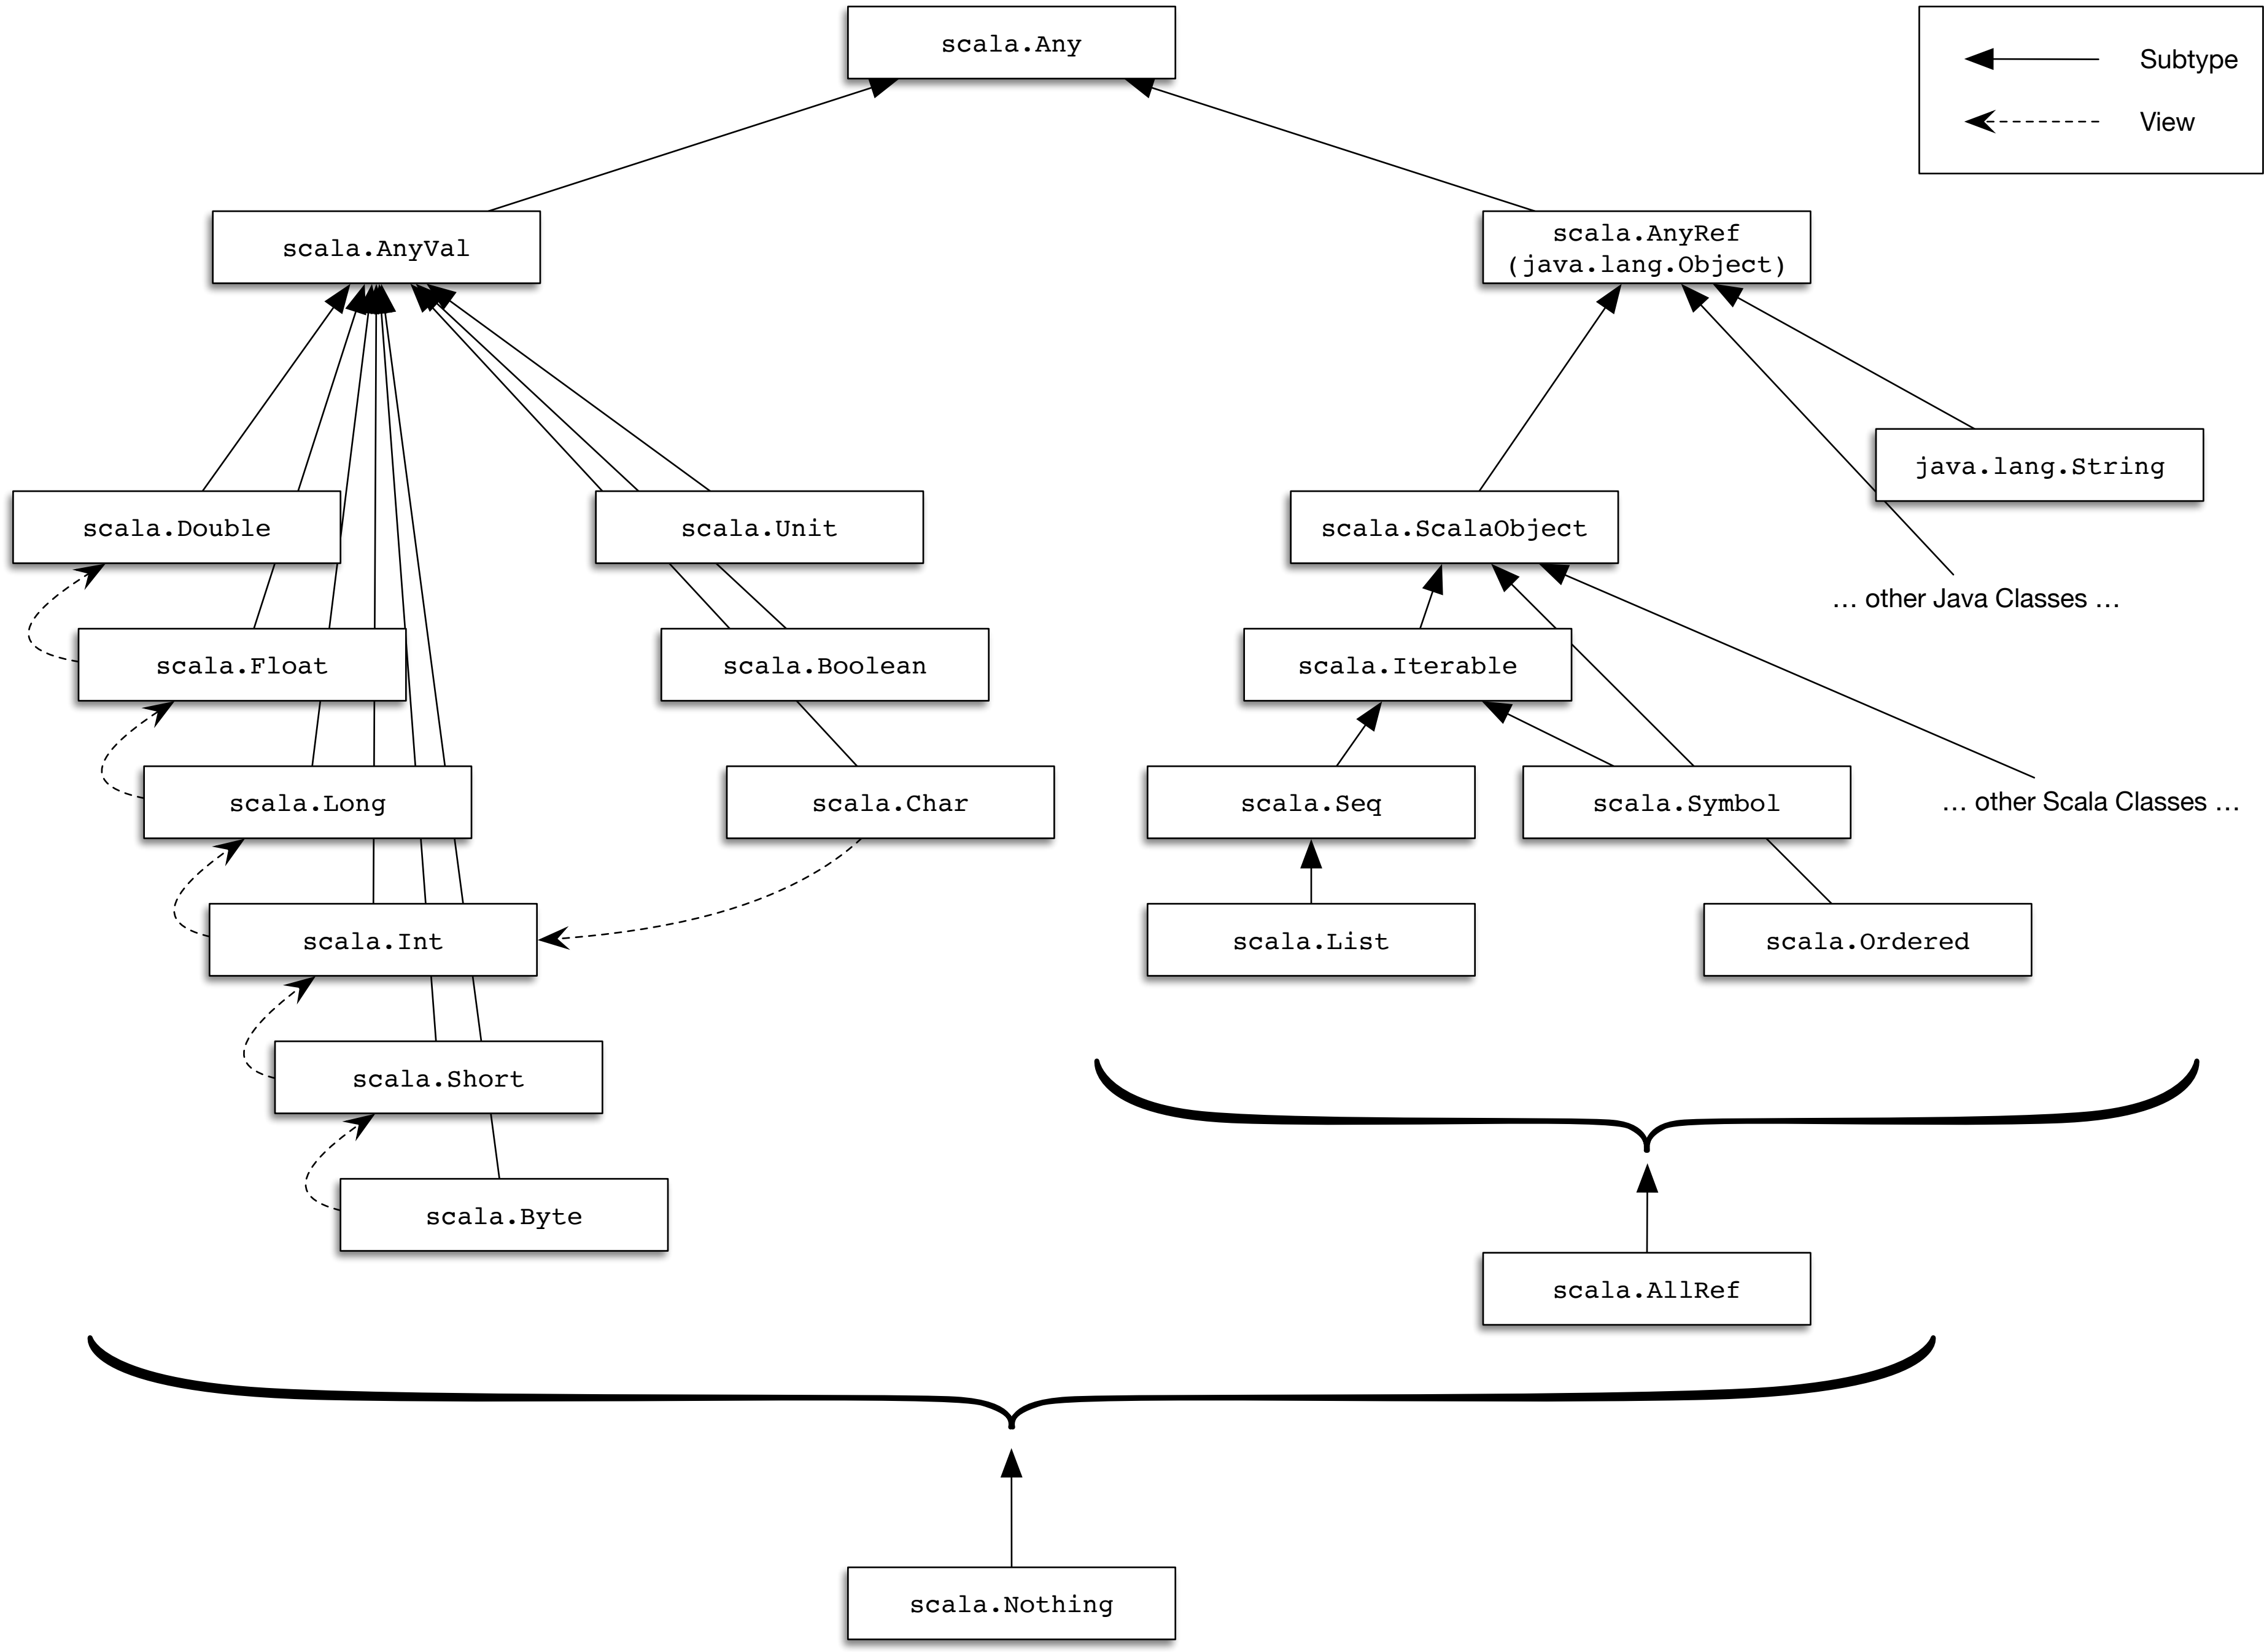 scala.Any
Subtype
View
scala.AnyVal
scala.AnyRef
(java.lang.Object)
java.lang.String
scala.Double
scala.Unit
scala.ScalaObject
… other Java Classes …
scala.Float
scala.Boolean
scala.Iterable
scala.Long
scala.Char
scala.Seq
scala.Symbol
… other Scala Classes …
scala.Int
scala.List
scala.Ordered
scala.Short
scala.Byte
scala.AllRef
scala.Nothing